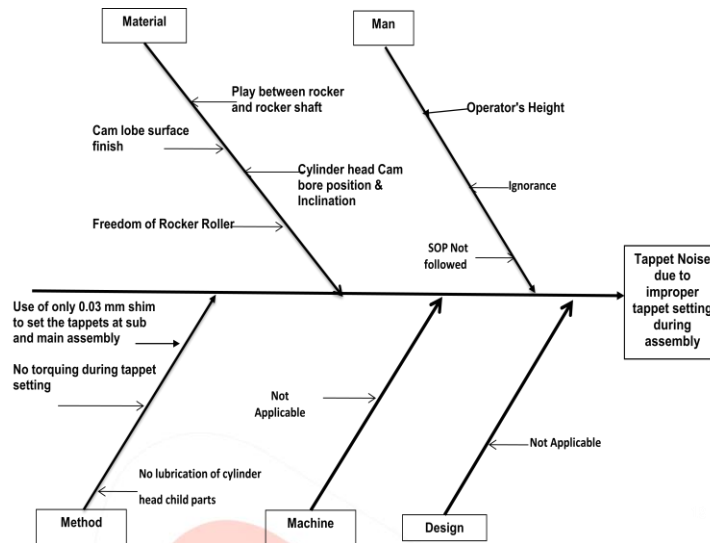 Material
Man
Play between rocker
and rocker shaft
Operator's Height
Cam lobe surface
finish
Cylinder head Cam
bore position &
Inclination
Ignorance
Freedom of Rocker Roller
SOP Not
followed
Tappet Noise
due to
improper
tappet setting
during
assembly
Use of only 0.03 mm shim
to set the tappets at sub
and main assembly
No torquing during tappet
setting
Not
Applicable
Not Applicable
No lubrication of cylinder
head child parts
Method
Machine
Design